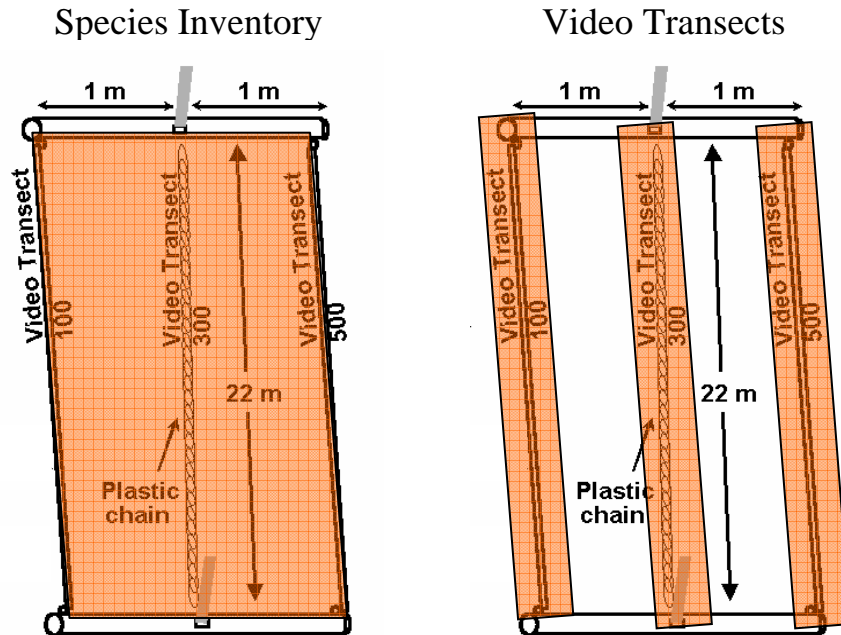 Species Inventory
1 m
1 m
Video Transect
100
Video Transect
300
Video Transect
500
22 m
Plastic
chain
Video Transects
1 m
1 m
Video Transect
100
Video Transect
300
Video Transect
500
22 m
Plastic
chain